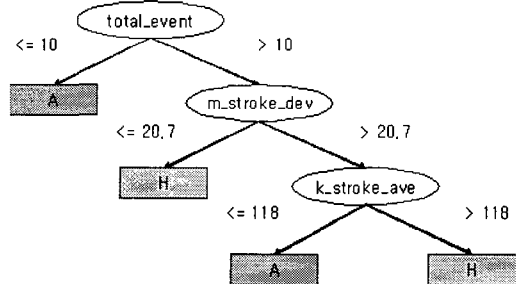 total_event
<= 10
> 10
A
m_stroke_dev
<= 20,7
> 20,7
H
k_stroke_ave
<= 118
> 118
A
H